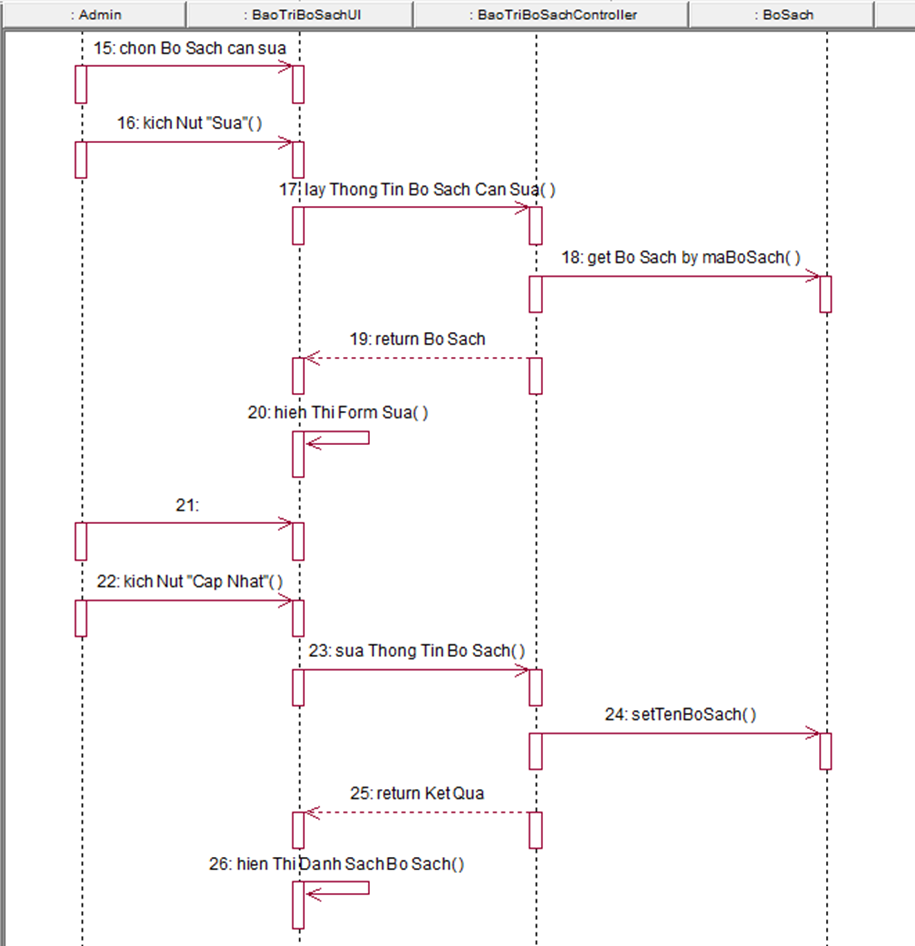 : Admin
: BaoTriBoSachUI
: BaoTriBoSachController
: BoSach
15: chon Bo Sach can sua
16: kich Nut "Sua"( )
17: lay Thong Tin Bo Sach Can Sua( )
18: get Bo Sach by maBoSach( )
19: return Bo Sach
20: hien Thi Form Sua( )
21:
22: kich Nut "Cap Nhat"( )
23: sua Thong Tin Bo Sach( )
24: setTenBoSach( )
25: return Ket Qua
26: hien Thi Danh Sach Bo Sach( )